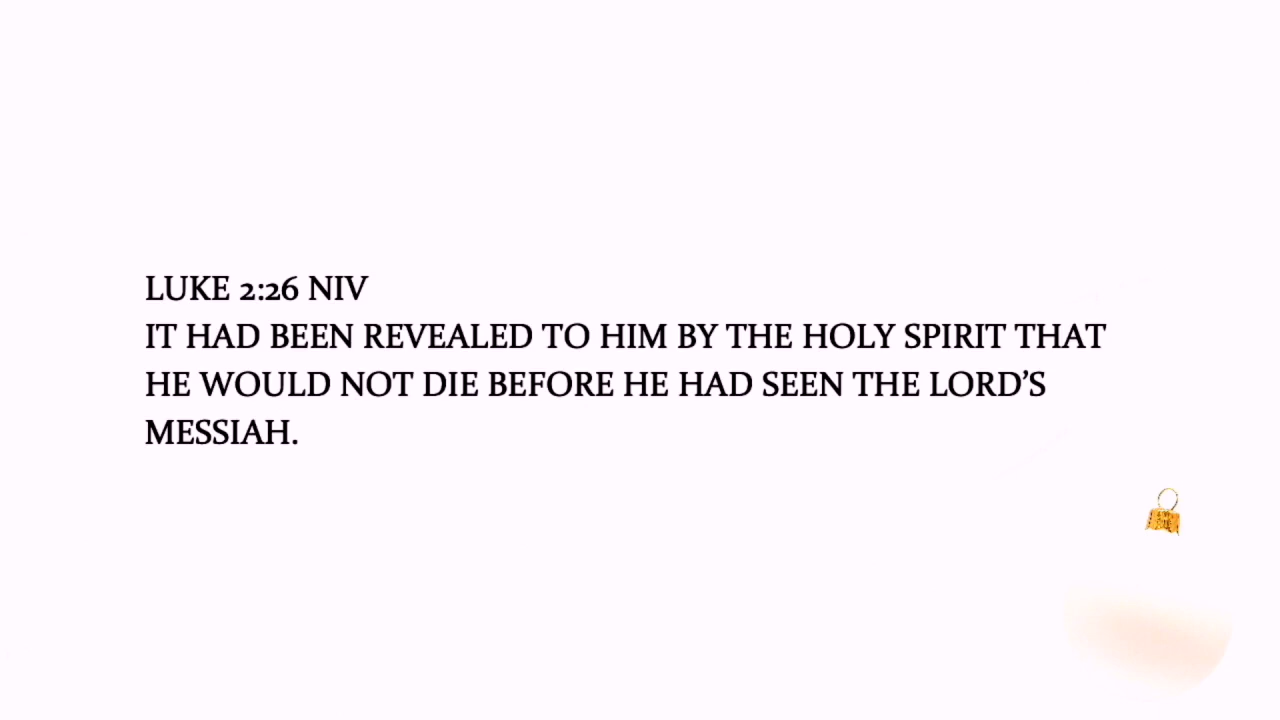 LUKE 2:26 NIV
IT HAD BEEN REVEALED TO HIM BY THE HOLY SPIRIT THAT
HE WOULD NOT DIE BEFORE HE HAD SEEN THE LORD’S
MESSIAH.